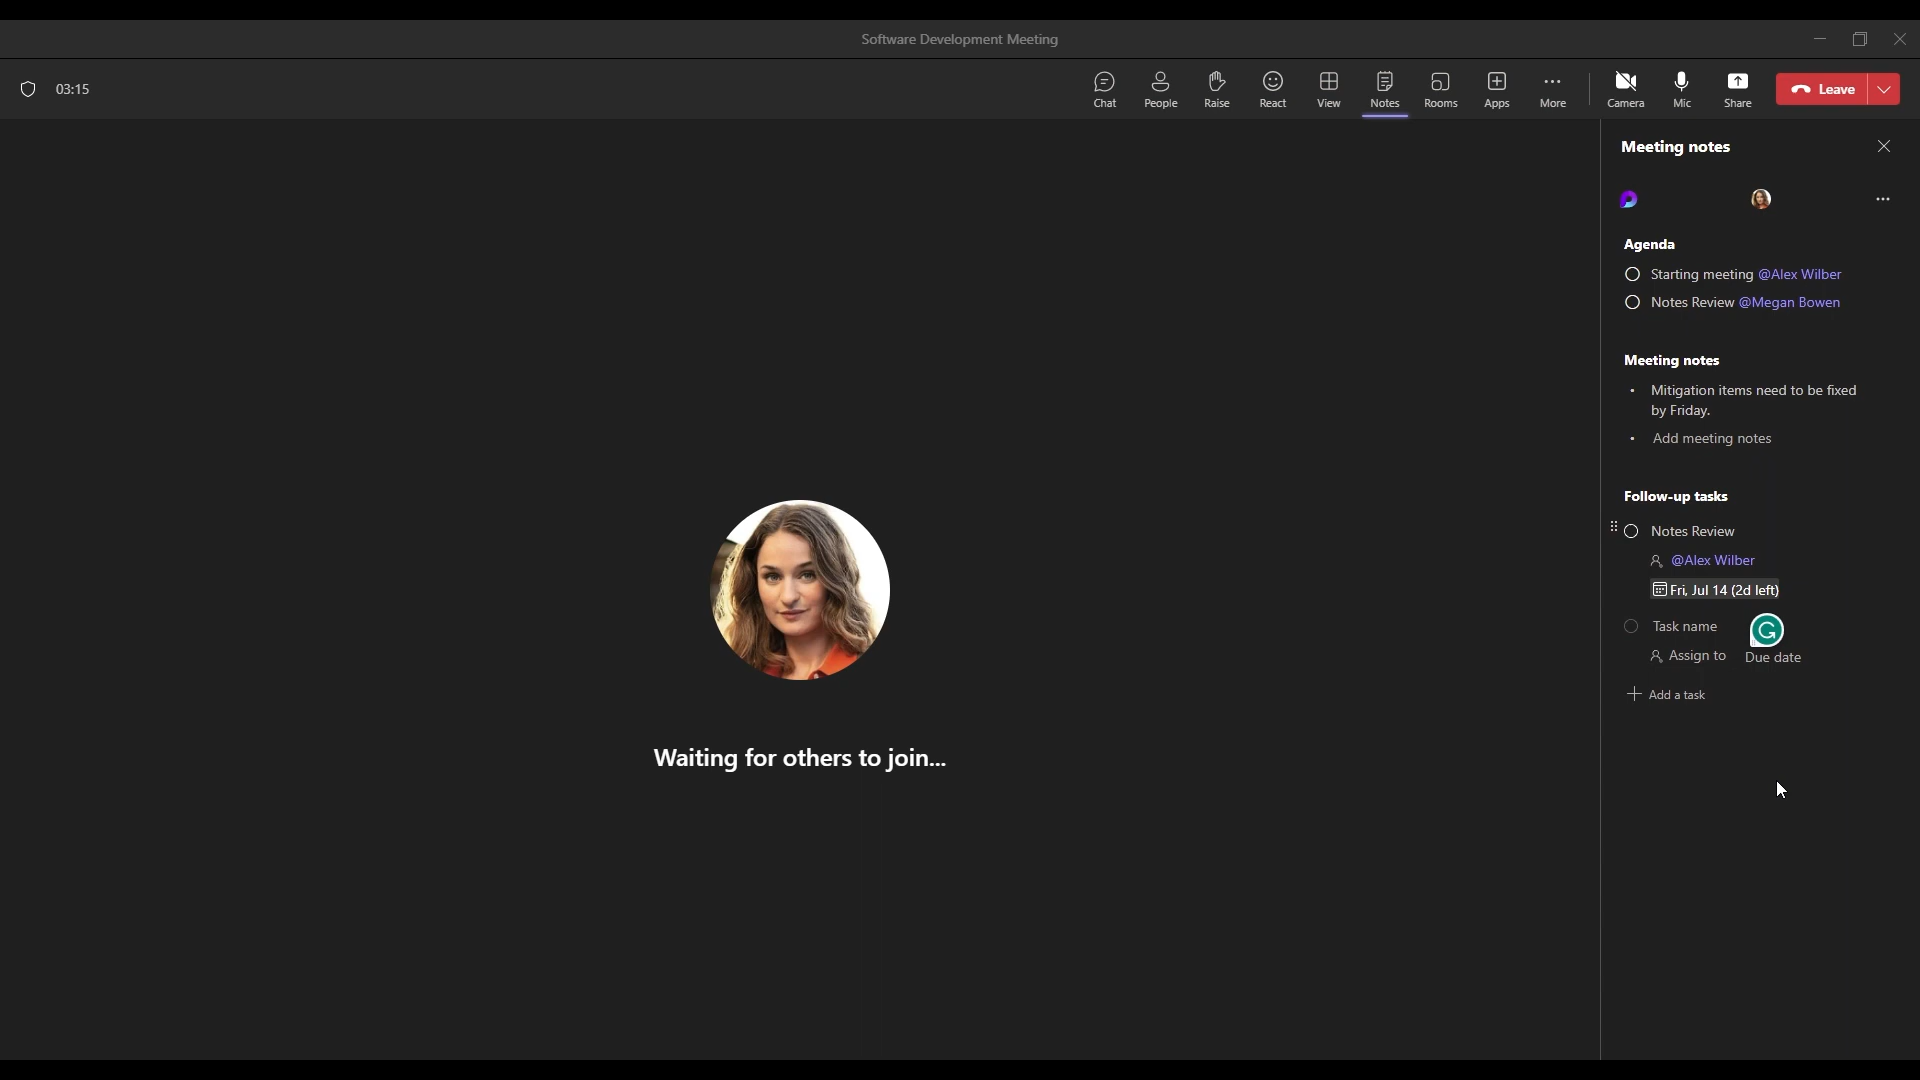 Software Development Meeting
03:15
Chat
People
Raise
React
View
Notes
Rooms
Apps
More
Camera
Mic
Share
Leave
Meeting notes
Agenda
Starting meeting @Alex Wilber
Notes Review @Megan Bowen
Meeting notes
• Mitigation items need to be fixed
by Friday.
• Add meeting notes
Follow-up tasks
Notes Review
@Alex Wilber
Fri, Jul 14 (2d left)
Task name
Assign to
Due date
Add a task
Waiting for others to join...